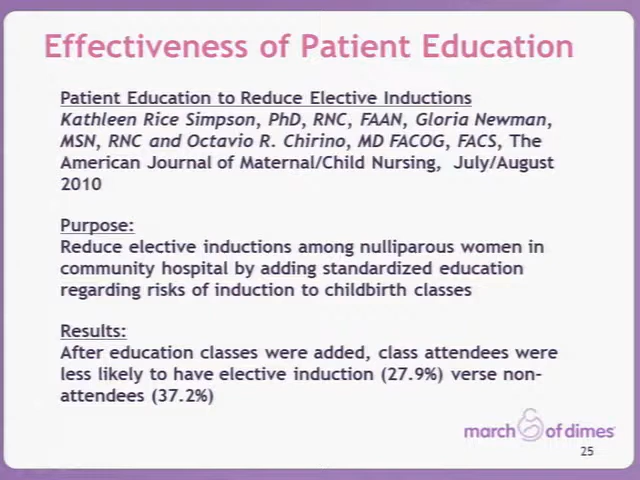 Effectiveness of Patient Education
Patient Education to Reduce Elective Inductions
Kathleen Rice Simpson, PhD, RNC, FAAN, Gloria Newman,
MSN, RNC and Octavio R. Chirino, MD FACOG, FACS, The
American Journal of Maternal/Child Nursing, July/August
2010
Purpose:
Reduce elective inductions among nulliparous women in
community hospital by adding standardized education
regarding risks of induction to childbirth classes
Results:
After education classes were added, class attendees were
less likely to have elective induction (27.9%) verse non-
attendees (37.2%)
march of dimes
25